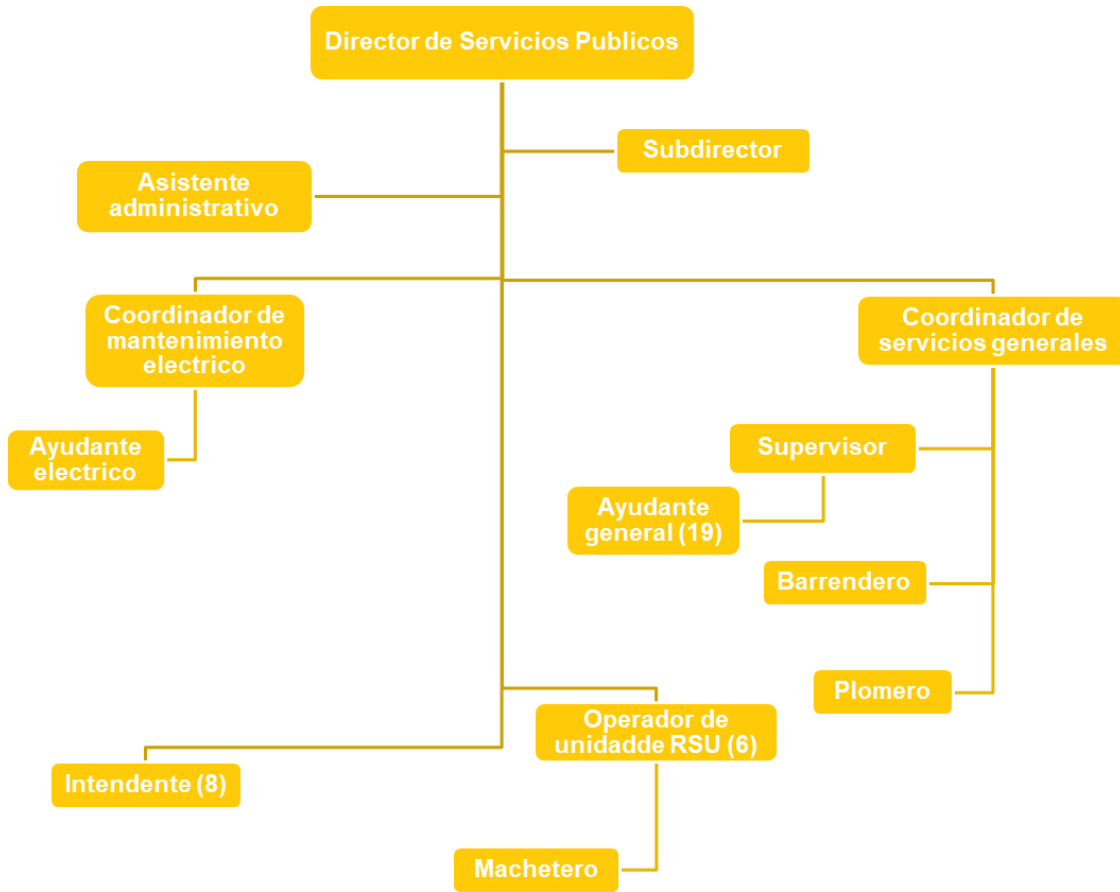 Director de Servicios Publicos
Subdirector
Asistente
administrativo
Coordinador de
mantenimiento
electrico
Coordinador de
servicios generales
Ayudante
electrico
Supervisor
Ayudante
general (19)
Barrendero
Plomero
Operador de
unidadde RSU (6)
Intendente (8)
Machetero